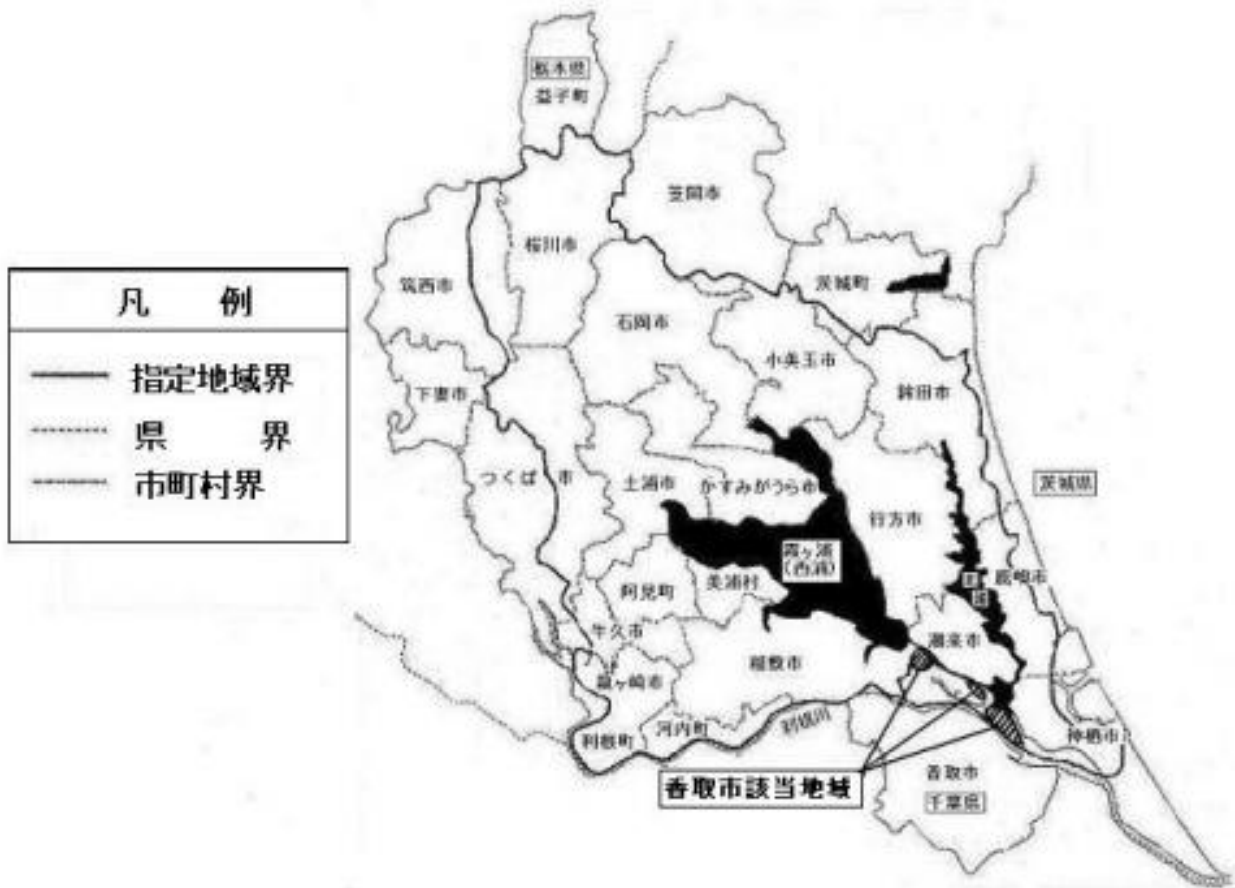 栃木県
益子町
笠間市
桜川市
茨城町
筑西市
凡 例
石岡市
小美玉市
指定地域界
下妻市
鉾田市
県 界
市町村界
つくば 市
土浦市
かすみがうら市
茨城県
行方市
霞ヶ浦
(西浦)
阿見町
美浦村
鹿嶋市
牛久市
潮来市
稲敷市
龍ヶ崎市
利根川
河内町
利根町
神栖市
香取市該当地域
香取市
千葉県